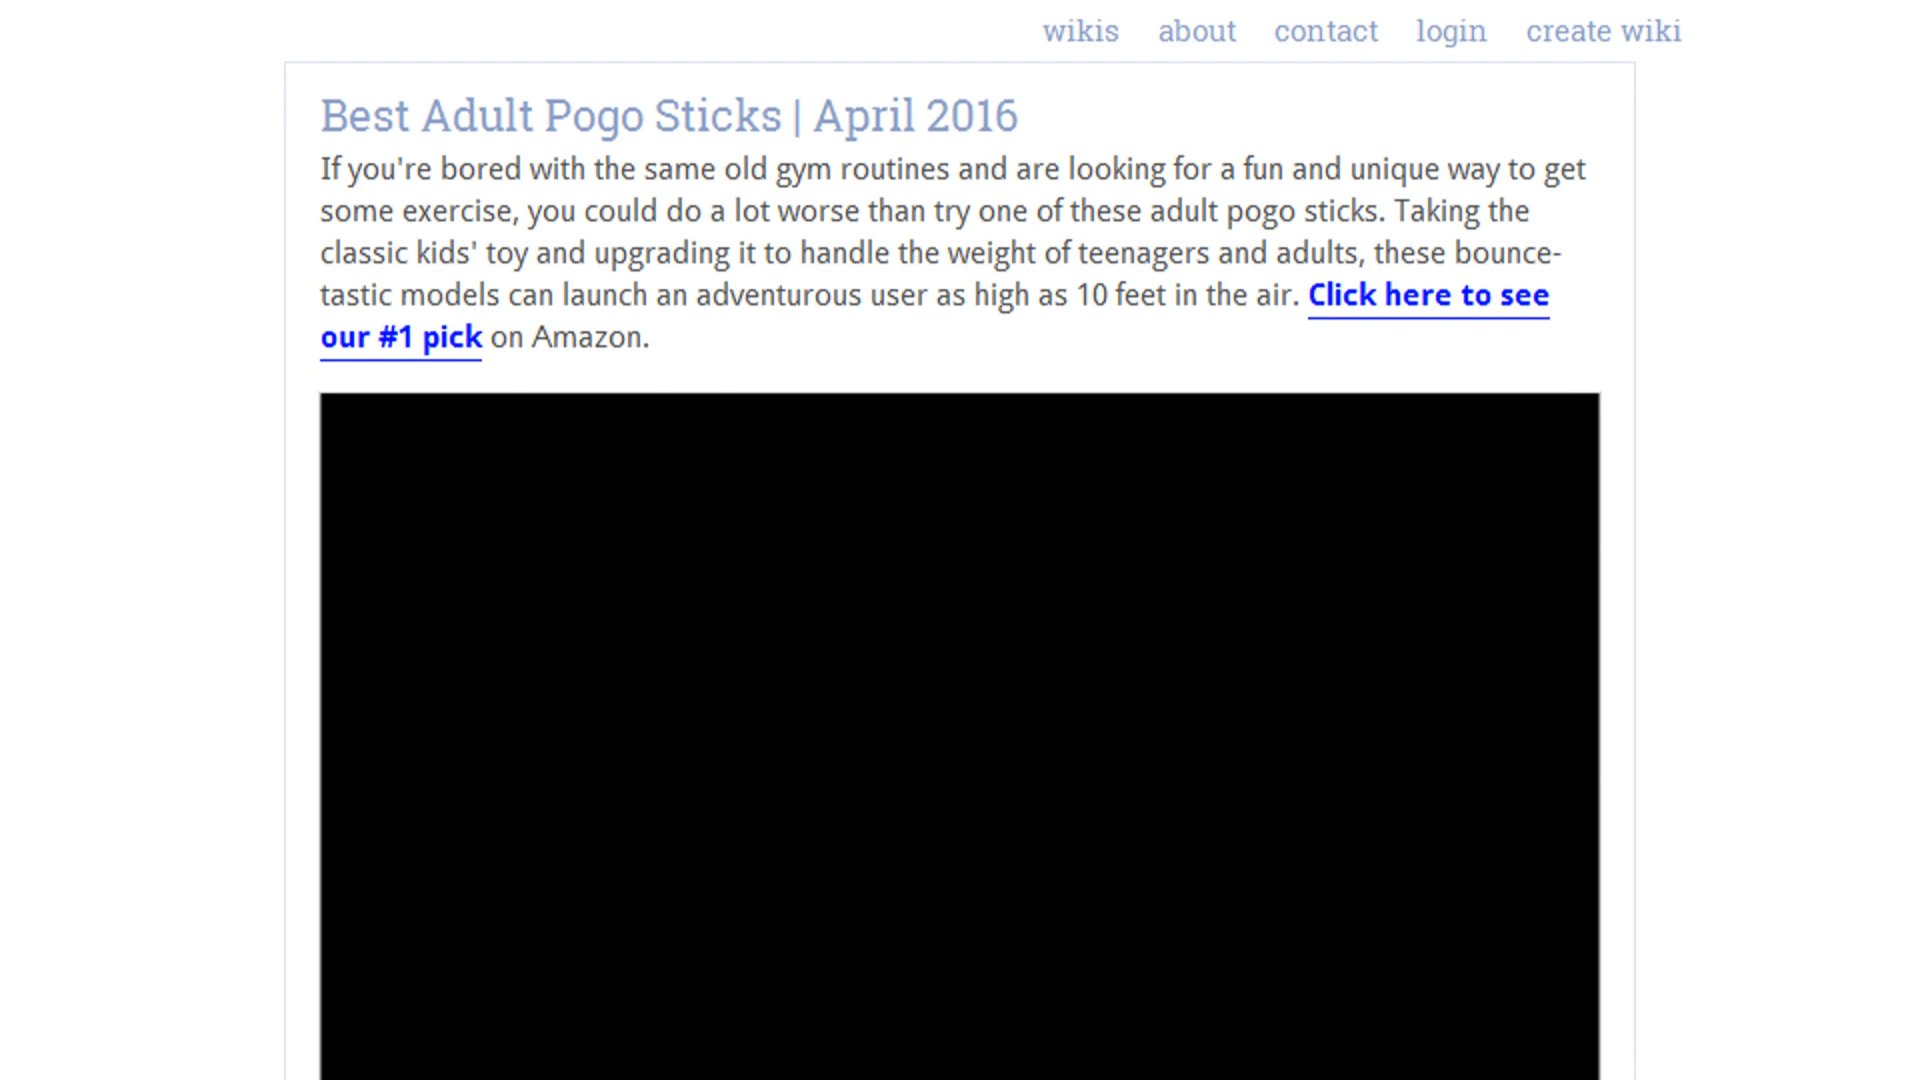 wikis about contact login create wiki
Best Adult Pogo Sticks | April 2016
If you're bored with the same old gym routines and are looking for a fun and unique way to get
some exercise, you could do a lot worse than try one of these adult pogo sticks. Taking the
classic kids' toy and upgrading it to handle the weight of teenagers and adults, these bounce-
tastic models can launch an adventurous user as high as 10 feet in the air. Click here to see
our #1 pick on Amazon.